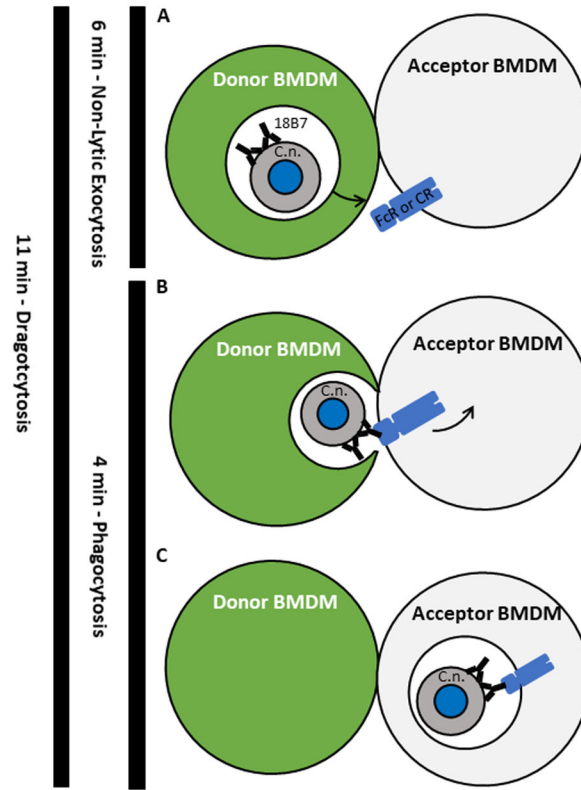 11 min - Dragotcytosis
6 min - Non-Lytic Exocytosis
4 min - Phagocytosis
A
Donor BMDM
Acceptor BMDM
18B7
C.n.
FcR or CR
B
Donor BMDM
Acceptor BMDM
C.n.
C
Donor BMDM
Acceptor BMDM
C.n.